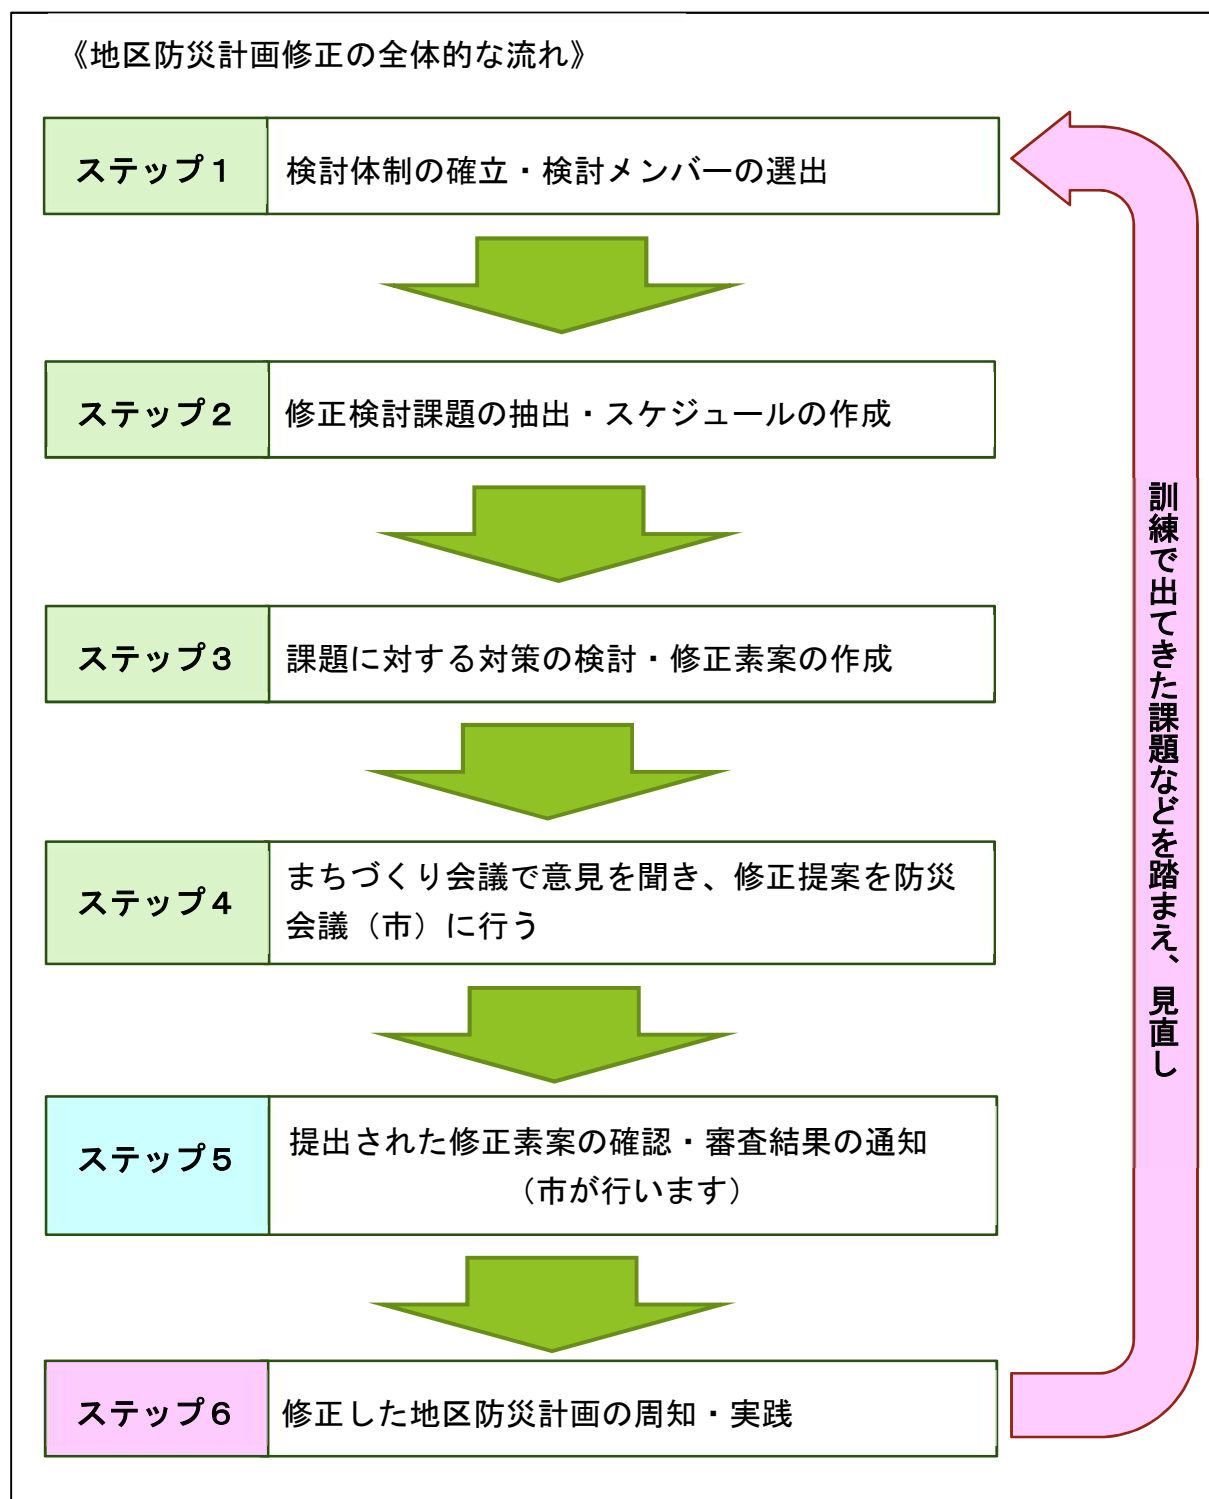 《地区防災計画修正の全体的な流れ》
ステップ１
検討体制の確立・検討メンバーの選出
ステップ２
修正検討課題の抽出・スケジュールの作成
ステップ３
課題に対する対策の検討・修正素案の作成
ステップ４
まちづくり会議で意見を聞き、修正提案を防災
会議（市）に行う
ステップ５
提出された修正素案の確認・審査結果の通知
（市が行います）
ステップ６
修正した地区防災計画の周知・実践
訓練で出てきた課題などを踏まえ、見直し